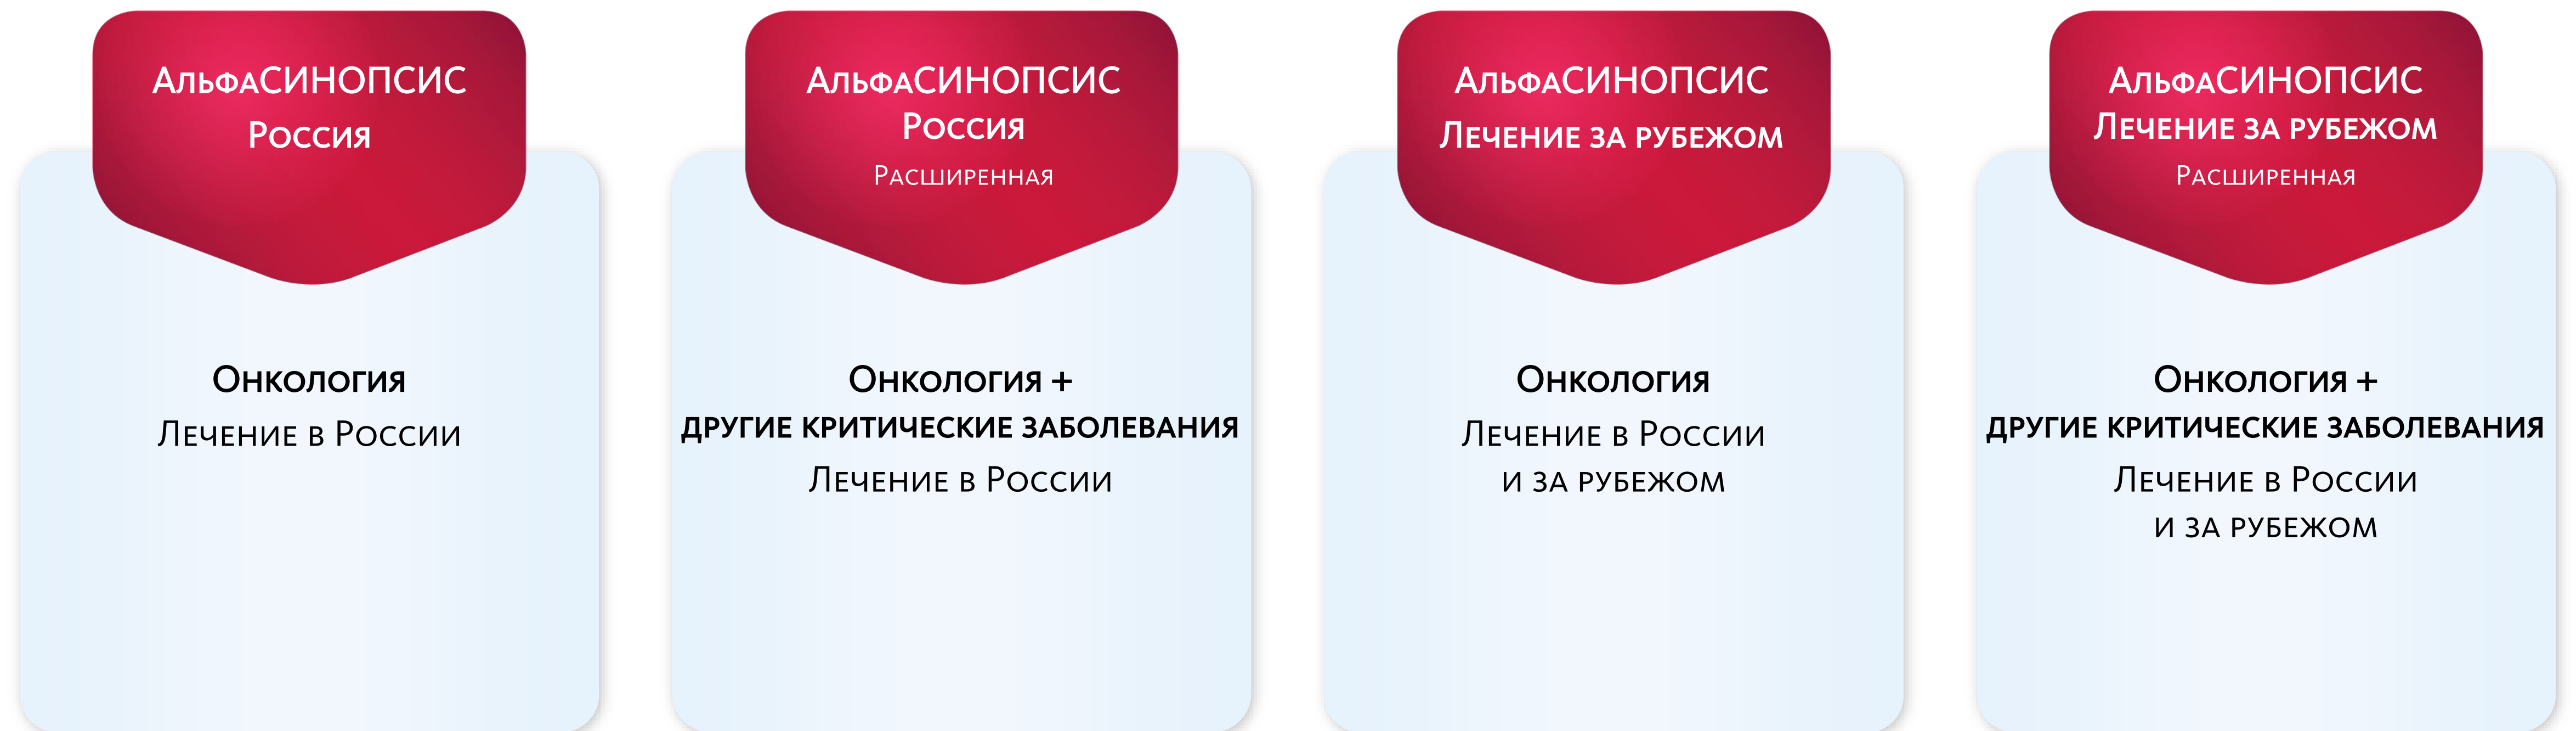 АльфаСИНОПСИС
Россия
Онкология
Лечение в России
АльфаСИНОПСИС
Россия
Расширенная
Онкология +
другие критические заболевания
Лечение в России
АльфаСИНОПСИС
Лечение за рубежом
Онкология
Лечение в России
и за рубежом
АльфаСИНОПСИС
Лечение за рубежом
Расширенная
Онкология +
другие критические заболевания
Лечение в России
и за рубежом